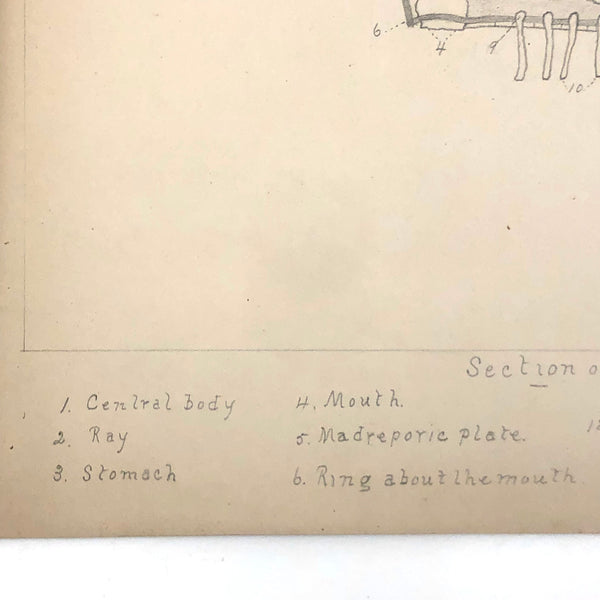 6
4
9
10
Section o
1. Central body
4. Mouth.
2. Ray
5. Madreporic plate.
3. Stomach
6. Ring about the mouth.